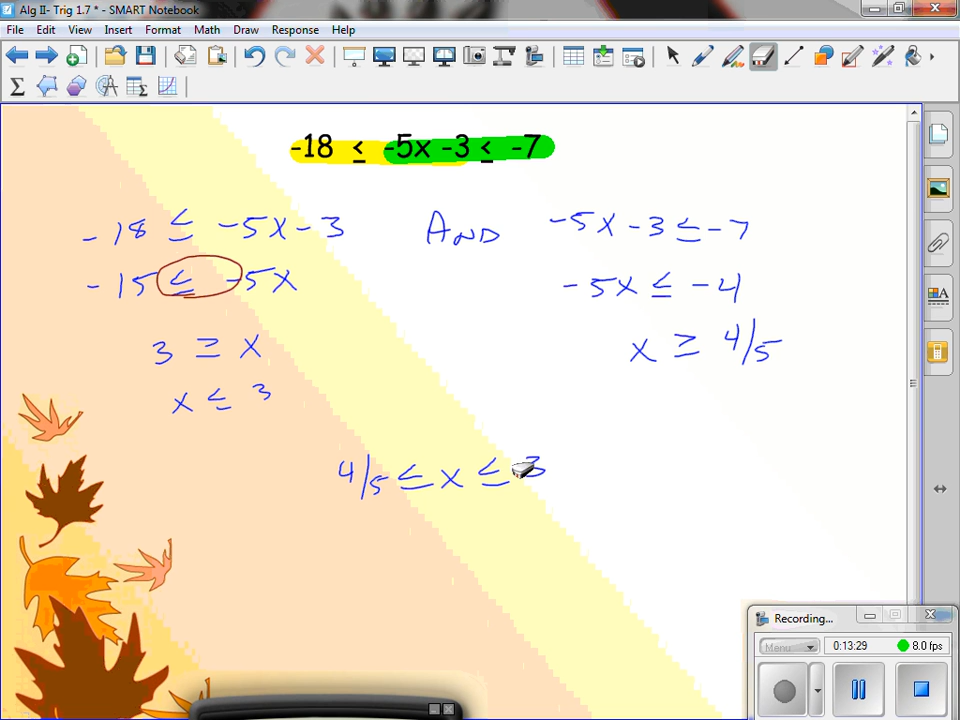 Alg II- Trig 1.7 * - SMART Notebook
File Edit View Insert Format Math Draw Response Help
-18 ≤ -5x -3 ≤ -7
-18 ≤ -5x - 3 AND -5x - 3 ≤ -7
-15 ≤ -5x -5x ≤ -4
3 ≥ x x ≥ 4/5
x ≤ 3
4/5 ≤ x ≤ 3
Recording...
Menu 0:13:29 8.0 fps